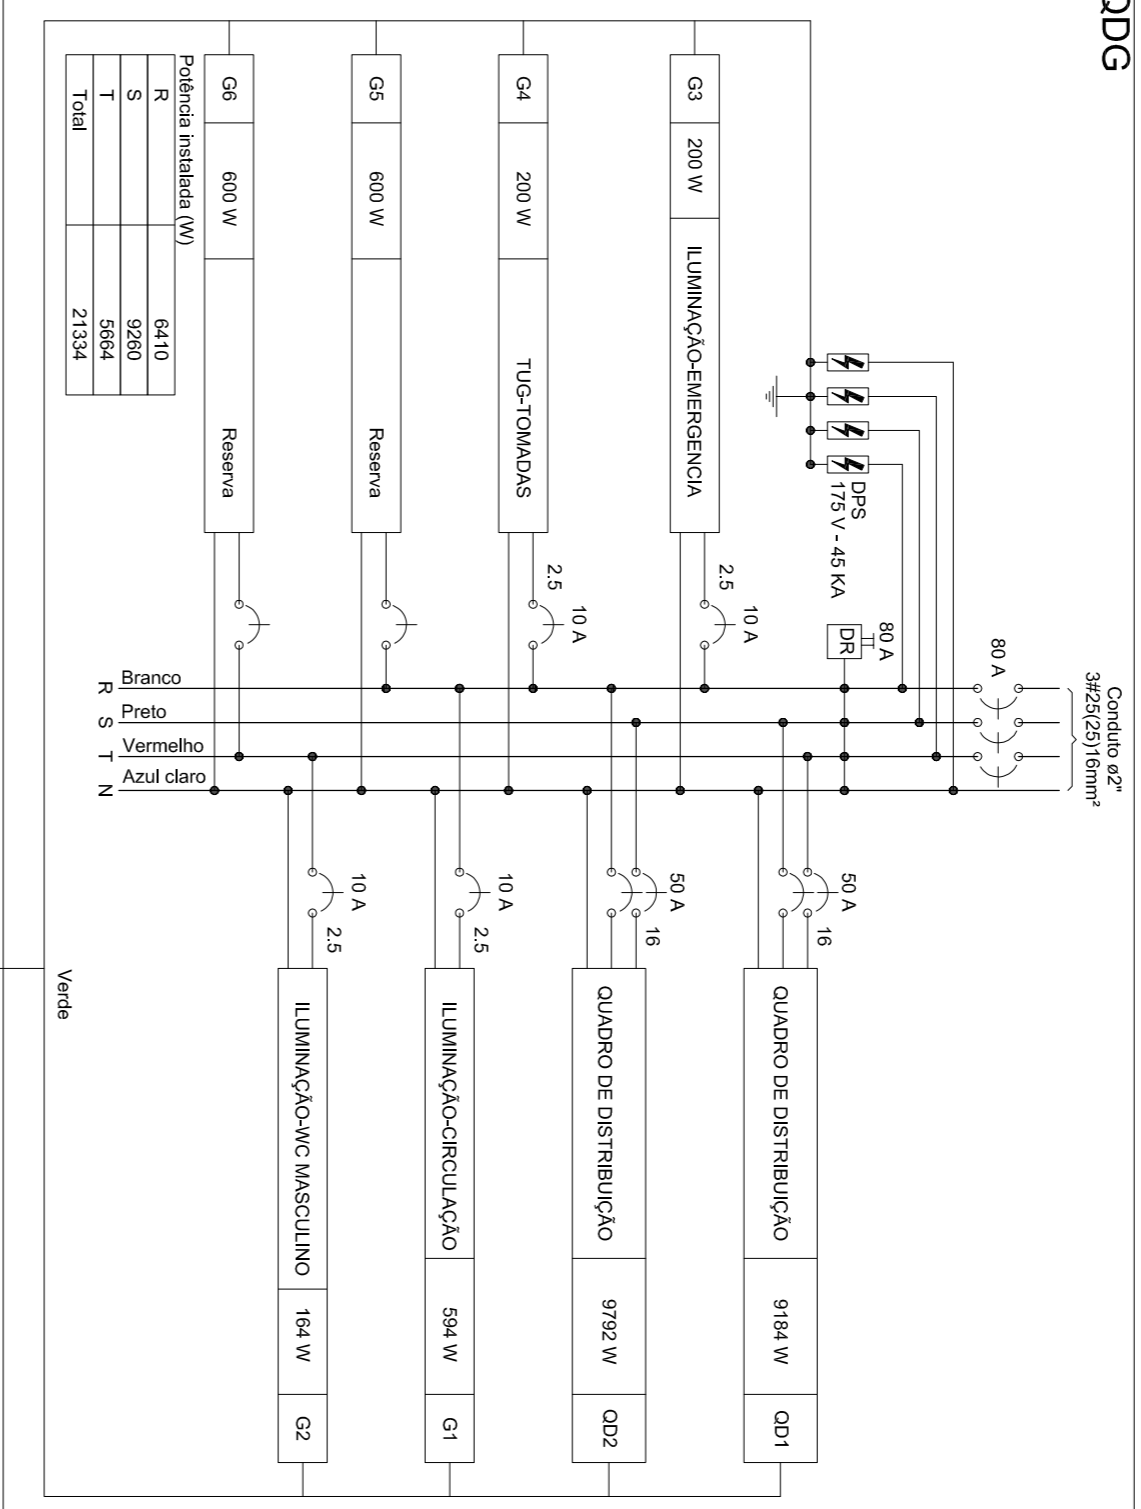 QDG
Conduto ø2"
3#25(25)16mm²
80 A
80 A
DR
DPS
175 V - 45 KA
G3
200 W
ILUMINAÇÃO-EMERGENCIA
2.5
10 A
G4
200 W
TUG-TOMADAS
2.5
10 A
G5
600 W
Reserva
G6
600 W
Reserva
Potência instalada (W)
R 6410
S 9260
T 5664
Total 21334
R Branco
S Preto
T Vermelho
N Azul claro
50 A
16
QUADRO DE DISTRIBUIÇÃO
9184 W
QD1
50 A
16
QUADRO DE DISTRIBUIÇÃO
9792 W
QD2
10 A
2.5
ILUMINAÇÃO-CIRCULAÇÃO
594 W
G1
10 A
2.5
ILUMINAÇÃO-WC MASCULINO
164 W
G2
Verde